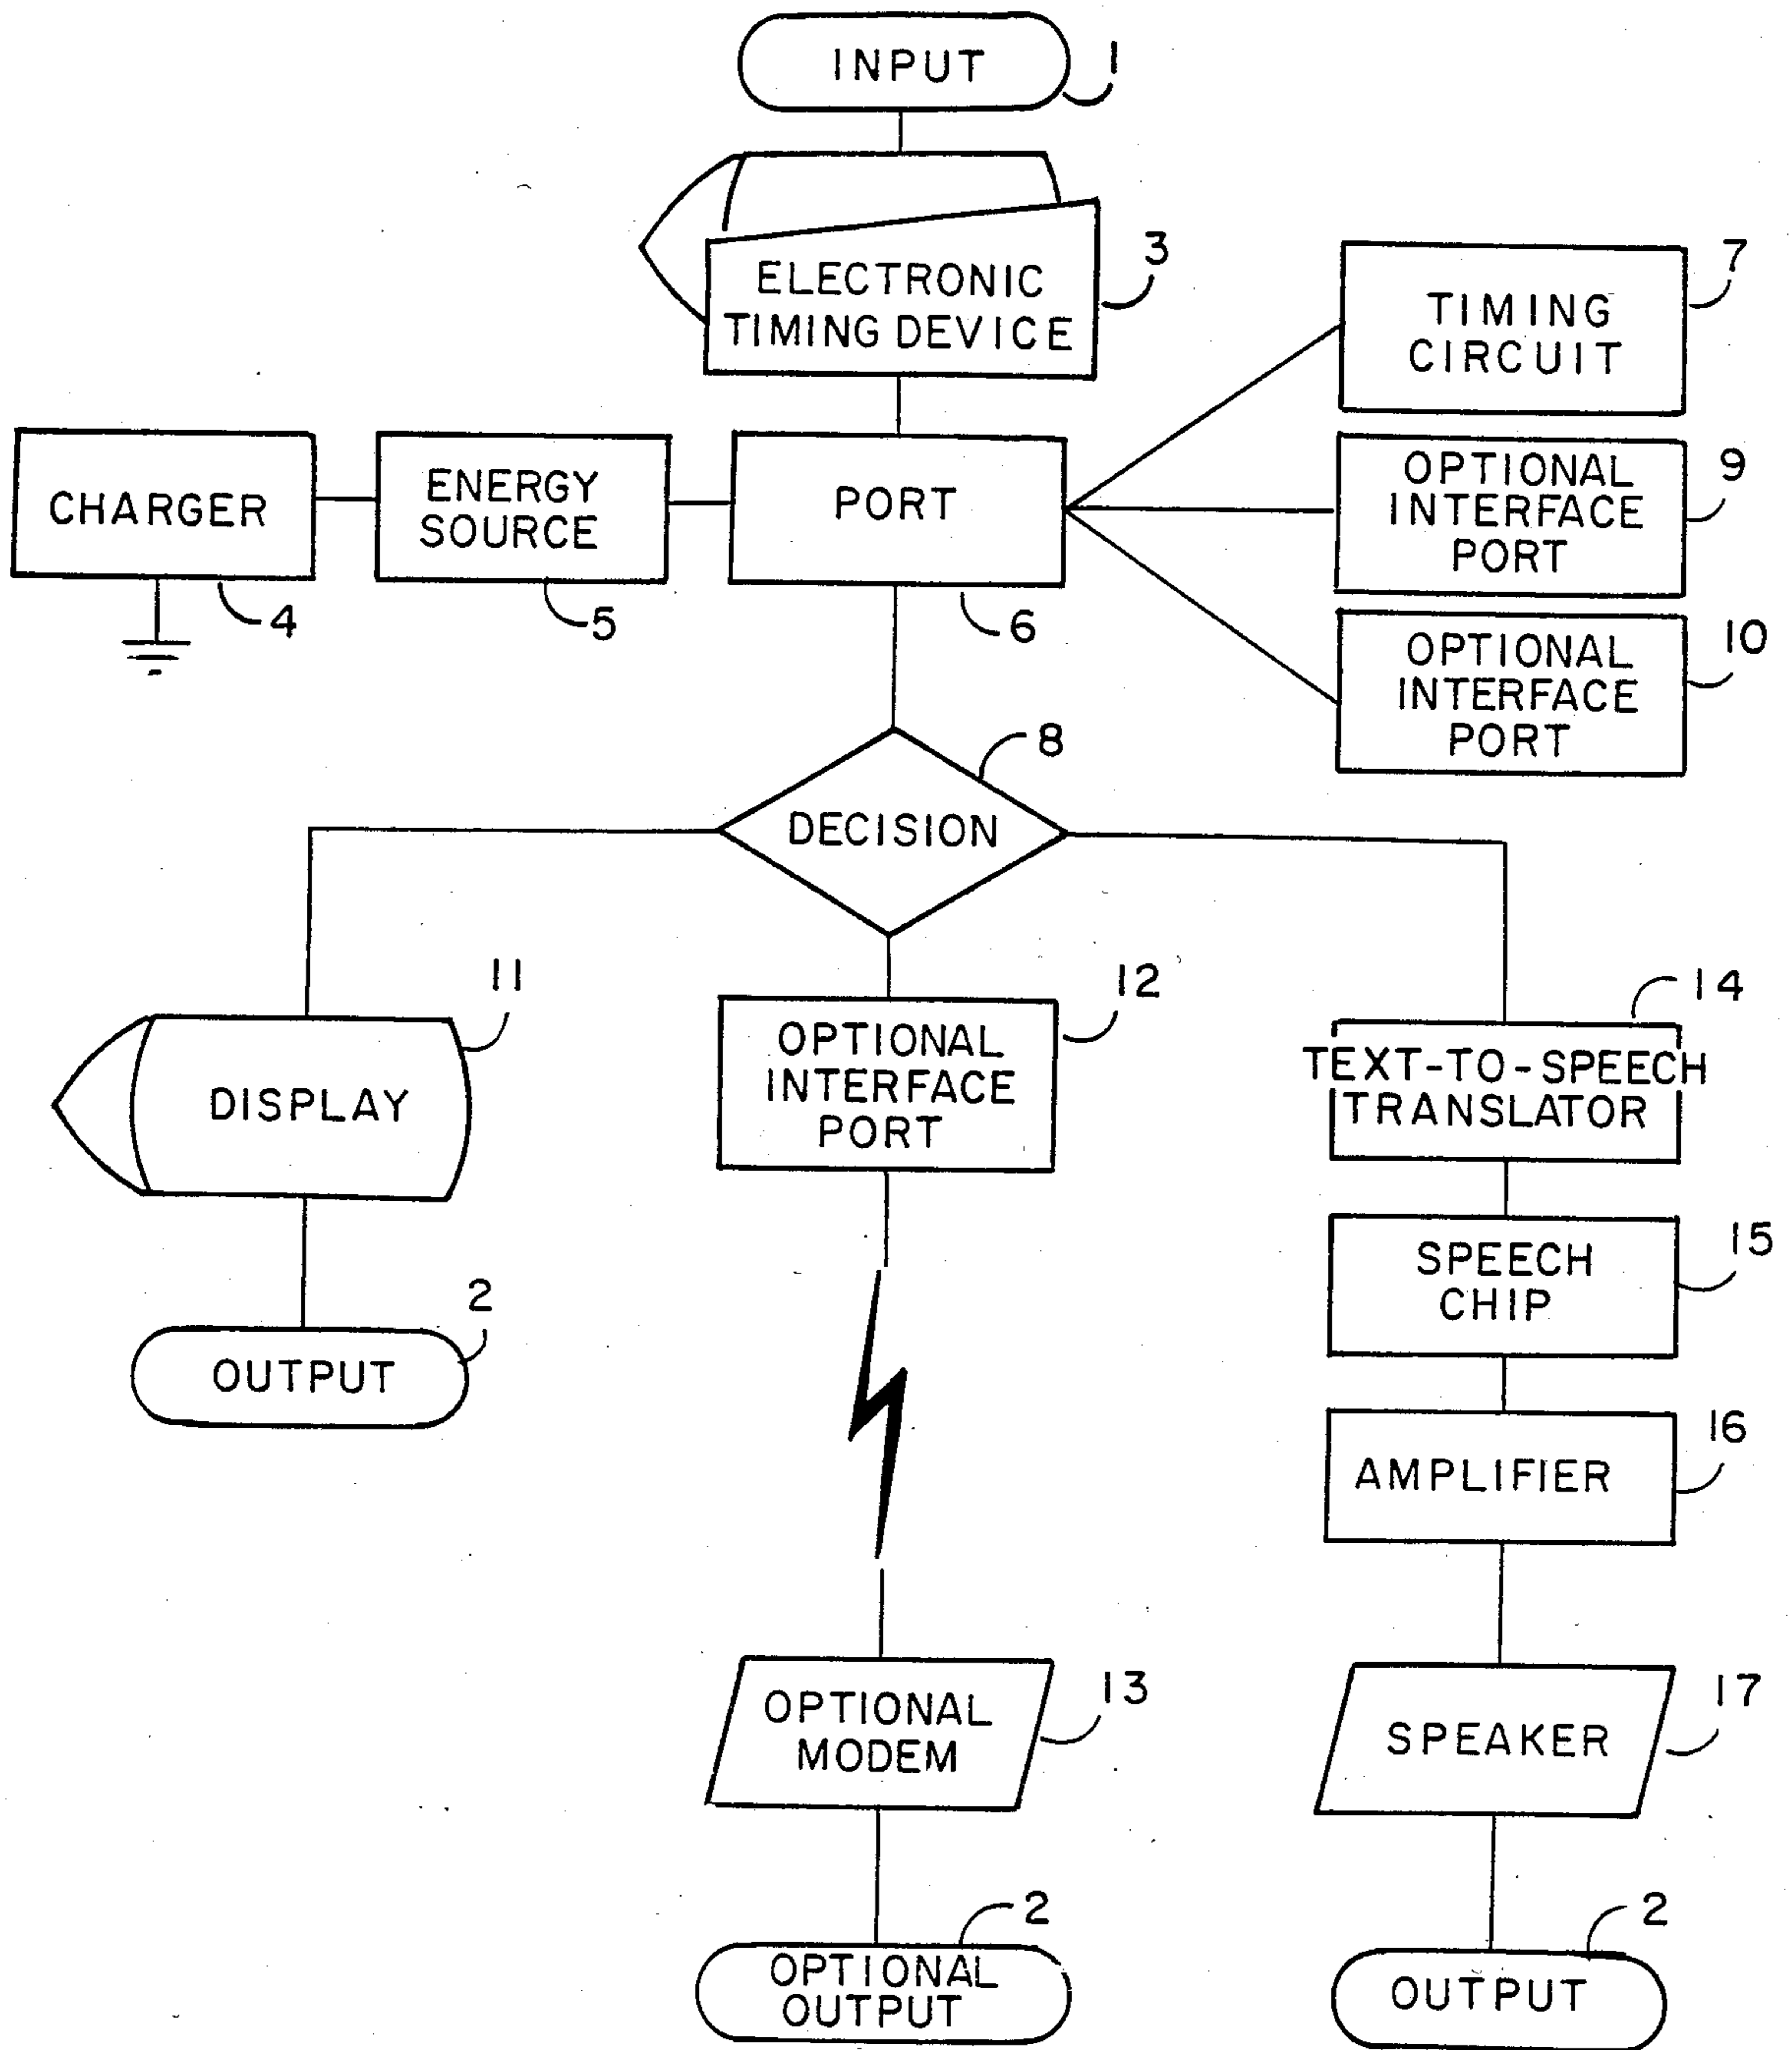 INPUT
1
ELECTRONIC
TIMING DEVICE
3
TIMING
CIRCUIT
7
CHARGER
4
ENERGY
SOURCE
5
PORT
6
OPTIONAL
INTERFACE
PORT
9
OPTIONAL
INTERFACE
PORT
10
DECISION
8
DISPLAY
11
OPTIONAL
INTERFACE
PORT
12
TEXT-TO-SPEECH
TRANSLATOR
14
SPEECH
CHIP
15
OUTPUT
2
AMPLIFIER
16
OPTIONAL
MODEM
13
SPEAKER
17
OPTIONAL
OUTPUT
2
OUTPUT
2